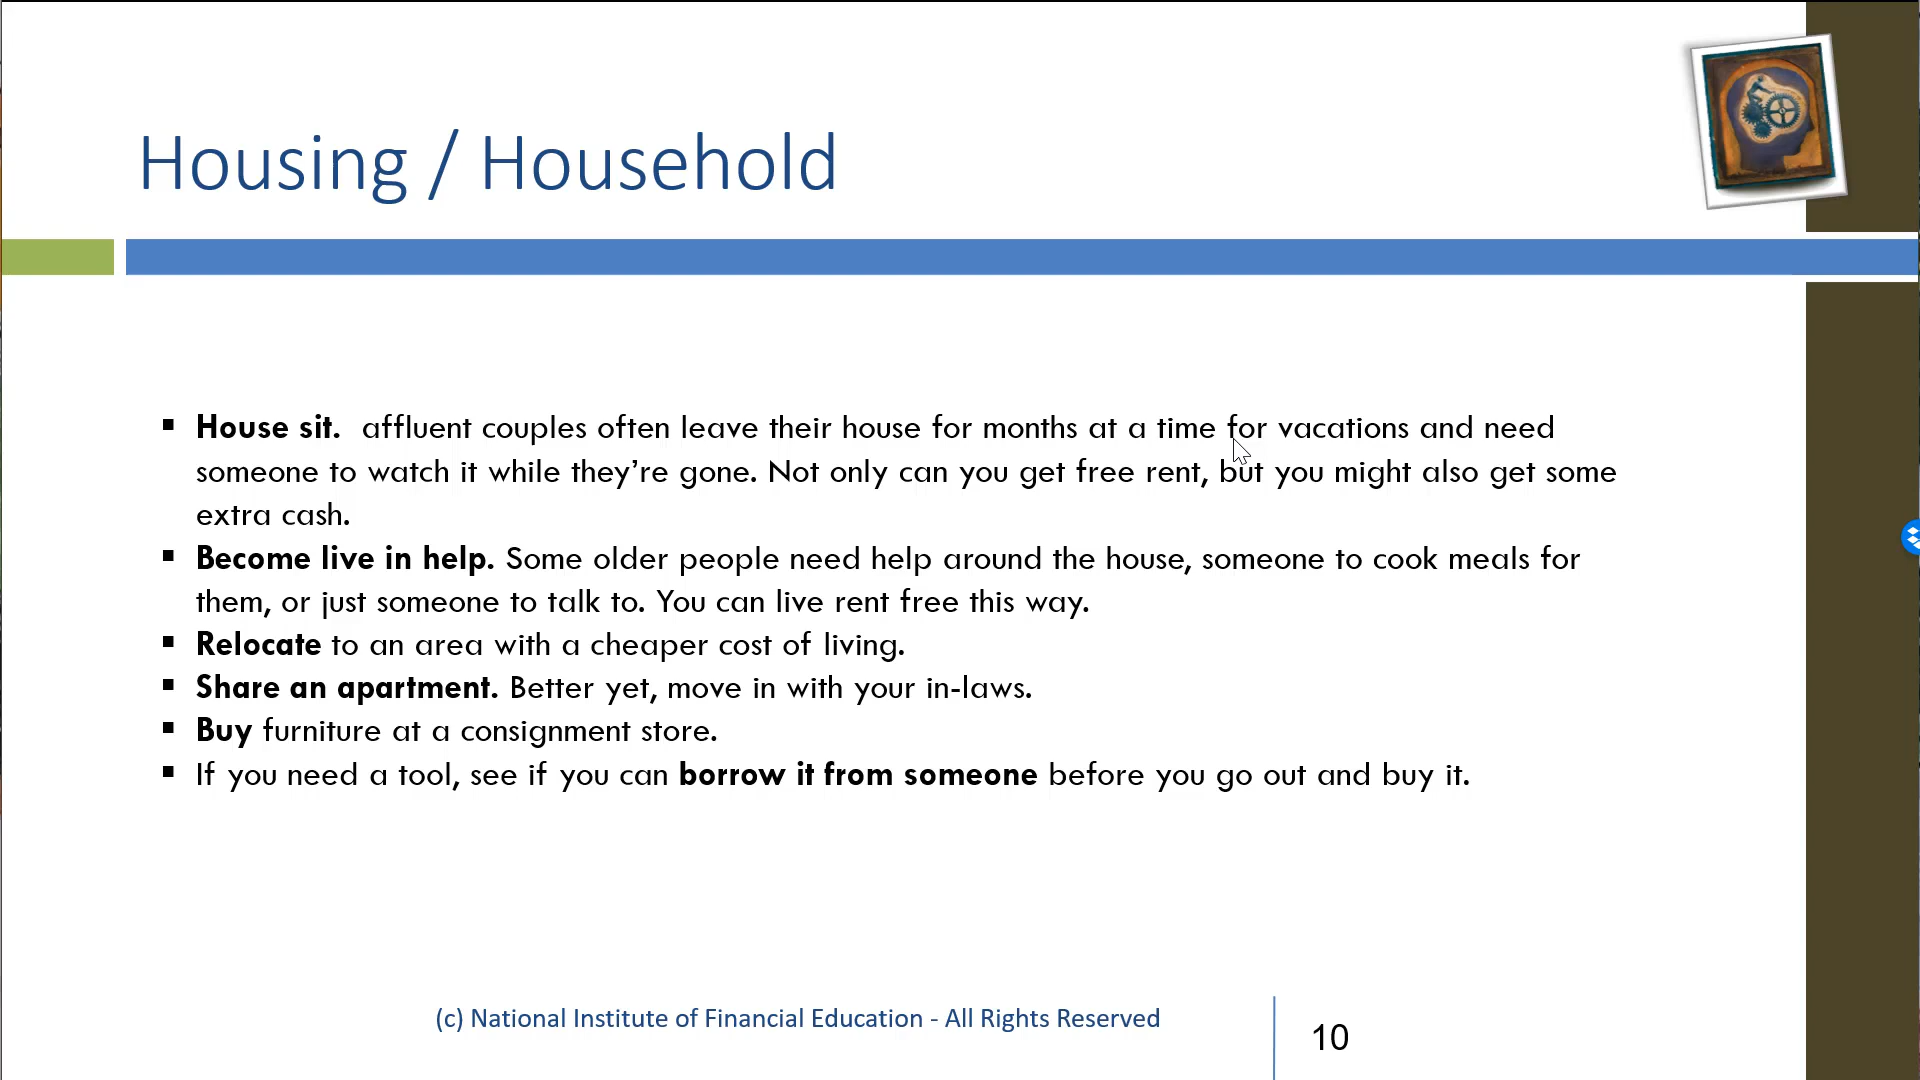 Housing / Household
▪ House sit.  affluent couples often leave their house for months at a time for vacations and need
someone to watch it while they’re gone. Not only can you get free rent, but you might also get some
extra cash.
▪ Become live in help. Some older people need help around the house, someone to cook meals for
them, or just someone to talk to. You can live rent free this way.
▪ Relocate to an area with a cheaper cost of living.
▪ Share an apartment. Better yet, move in with your in-laws.
▪ Buy furniture at a consignment store.
▪ If you need a tool, see if you can borrow it from someone before you go out and buy it.
(c) National Institute of Financial Education - All Rights Reserved
10